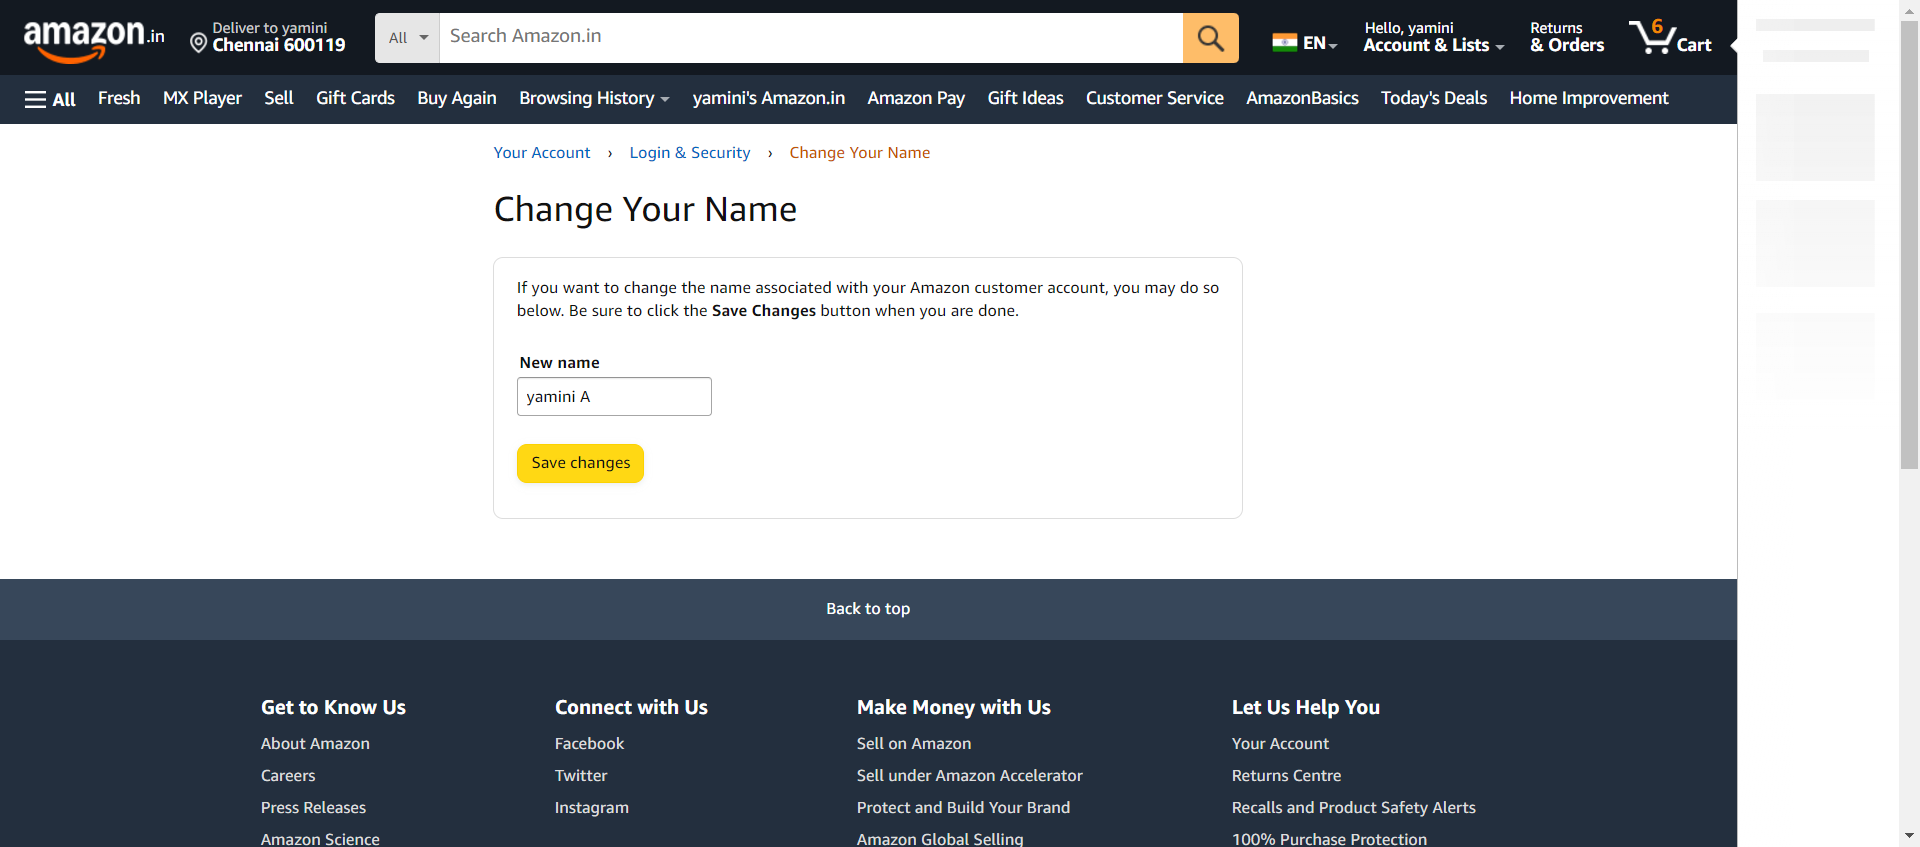 amazon.in
Deliver to yamini
Chennai 600119
All
Search Amazon.in
EN
Hello, yamini
Account & Lists
Returns
& Orders
6
Cart
All
Fresh
MX Player
Sell
Gift Cards
Buy Again
Browsing History
yamini's Amazon.in
Amazon Pay
Gift Ideas
Customer Service
AmazonBasics
Today's Deals
Home Improvement
Your Account › Login & Security › Change Your Name
Change Your Name
If you want to change the name associated with your Amazon customer account, you may do so
below. Be sure to click the Save Changes button when you are done.
New name
yamini A
Save changes
Back to top
Get to Know Us
About Amazon
Careers
Press Releases
Amazon Science
Connect with Us
Facebook
Twitter
Instagram
Make Money with Us
Sell on Amazon
Sell under Amazon Accelerator
Protect and Build Your Brand
Amazon Global Selling
Let Us Help You
Your Account
Returns Centre
Recalls and Product Safety Alerts
100% Purchase Protection